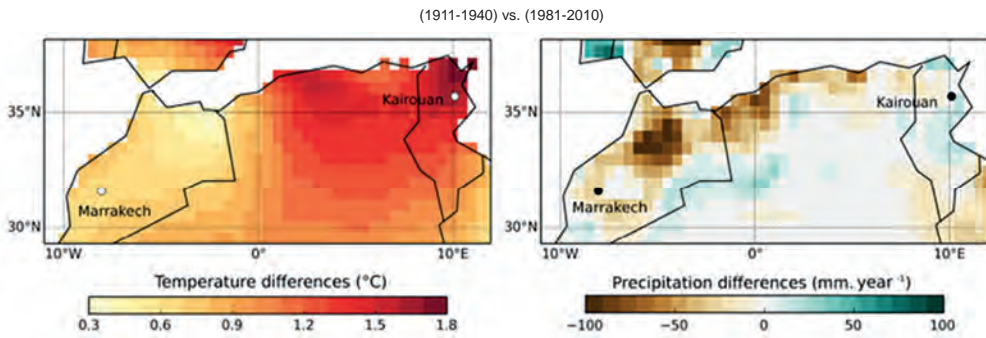 (1911-1940) vs. (1981-2010)
35°N
30°N
10°W
0°
10°E
Kairouan
Marrakech
Temperature differences (°C)
0.3 0.6 0.9 1.2 1.5 1.8
35°N
30°N
10°W
0°
10°E
Kairouan
Marrakech
Precipitation differences (mm. year ⁻¹)
−100 −50 0 50 100